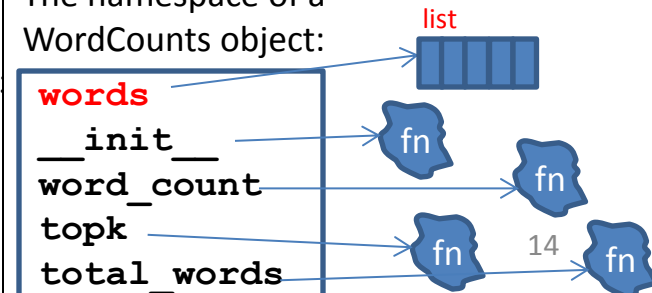 The namespace of a
WordCounts object:
list
words
__init__
fn
word_count
fn
topk
fn
14
fn
total_words